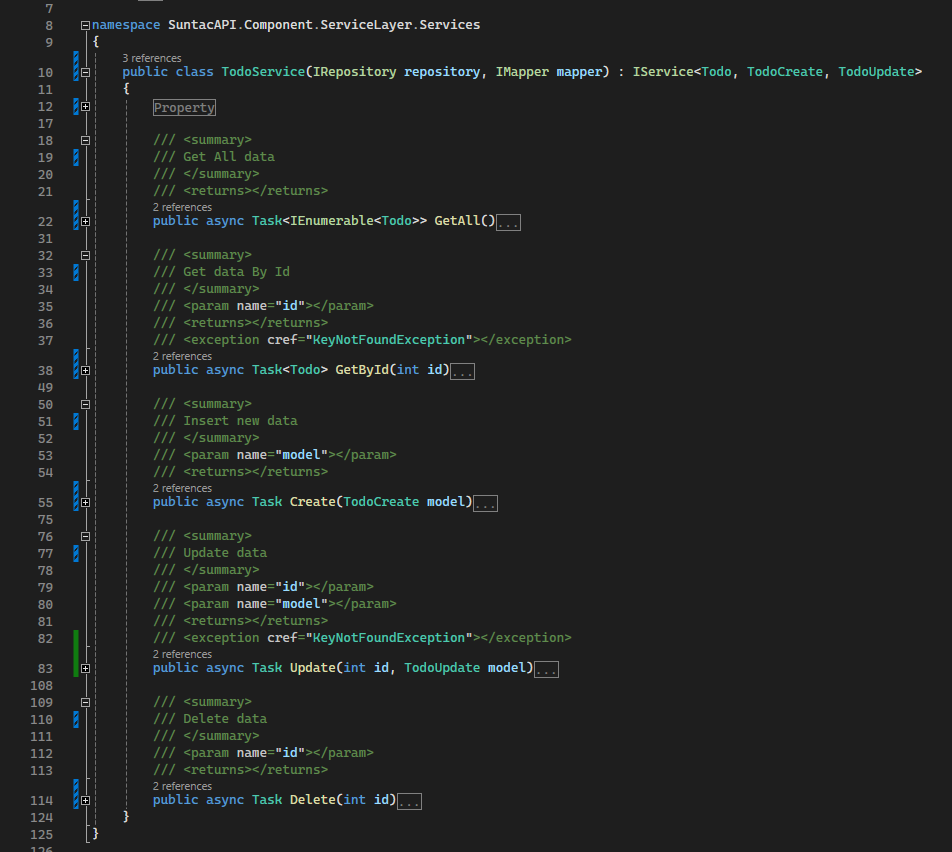 7
8 namespace SuntacAPI.Component.ServiceLayer.Services
9 {
3 references
10 public class TodoService(IRepository repository, IMapper mapper) : IService<Todo, TodoCreate, TodoUpdate>
11 {
12 Property
17
18 /// <summary>
19 /// Get All data
20 /// </summary>
21 /// <returns></returns>
2 references
22 public async Task<IEnumerable<Todo>> GetAll()...
31
32 /// <summary>
33 /// Get data By Id
34 /// </summary>
35 /// <param name="id"></param>
36 /// <returns></returns>
37 /// <exception cref="KeyNotFoundException"></exception>
2 references
38 public async Task<Todo> GetById(int id)...
49
50 /// <summary>
51 /// Insert new data
52 /// </summary>
53 /// <param name="model"></param>
54 /// <returns></returns>
2 references
55 public async Task Create(TodoCreate model)...
75
76 /// <summary>
77 /// Update data
78 /// </summary>
79 /// <param name="id"></param>
80 /// <param name="model"></param>
81 /// <returns></returns>
82 /// <exception cref="KeyNotFoundException"></exception>
2 references
83 public async Task Update(int id, TodoUpdate model)...
108
109 /// <summary>
110 /// Delete data
111 /// </summary>
112 /// <param name="id"></param>
113 /// <returns></returns>
2 references
114 public async Task Delete(int id)...
124 }
125 }
126